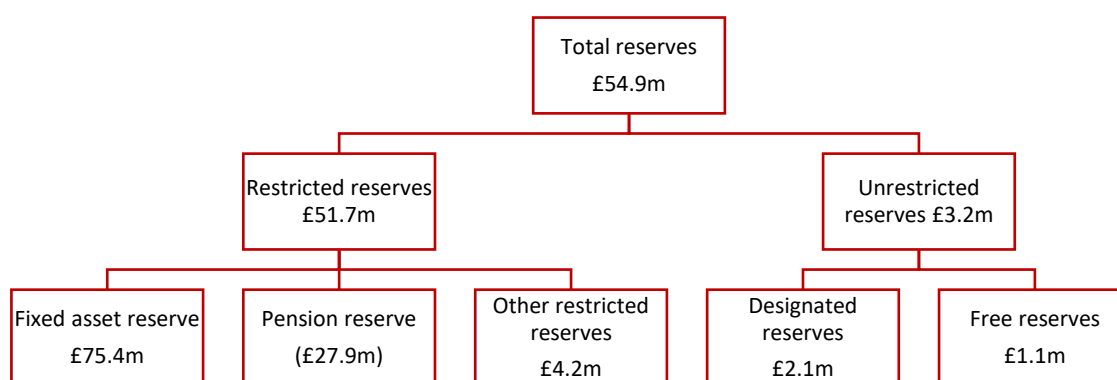 Total reserves
£54.9m
Restricted reserves
£51.7m
Unrestricted
reserves £3.2m
Fixed asset reserve
£75.4m
Pension reserve
(£27.9m)
Other restricted
reserves
£4.2m
Designated
reserves
£2.1m
Free reserves
£1.1m